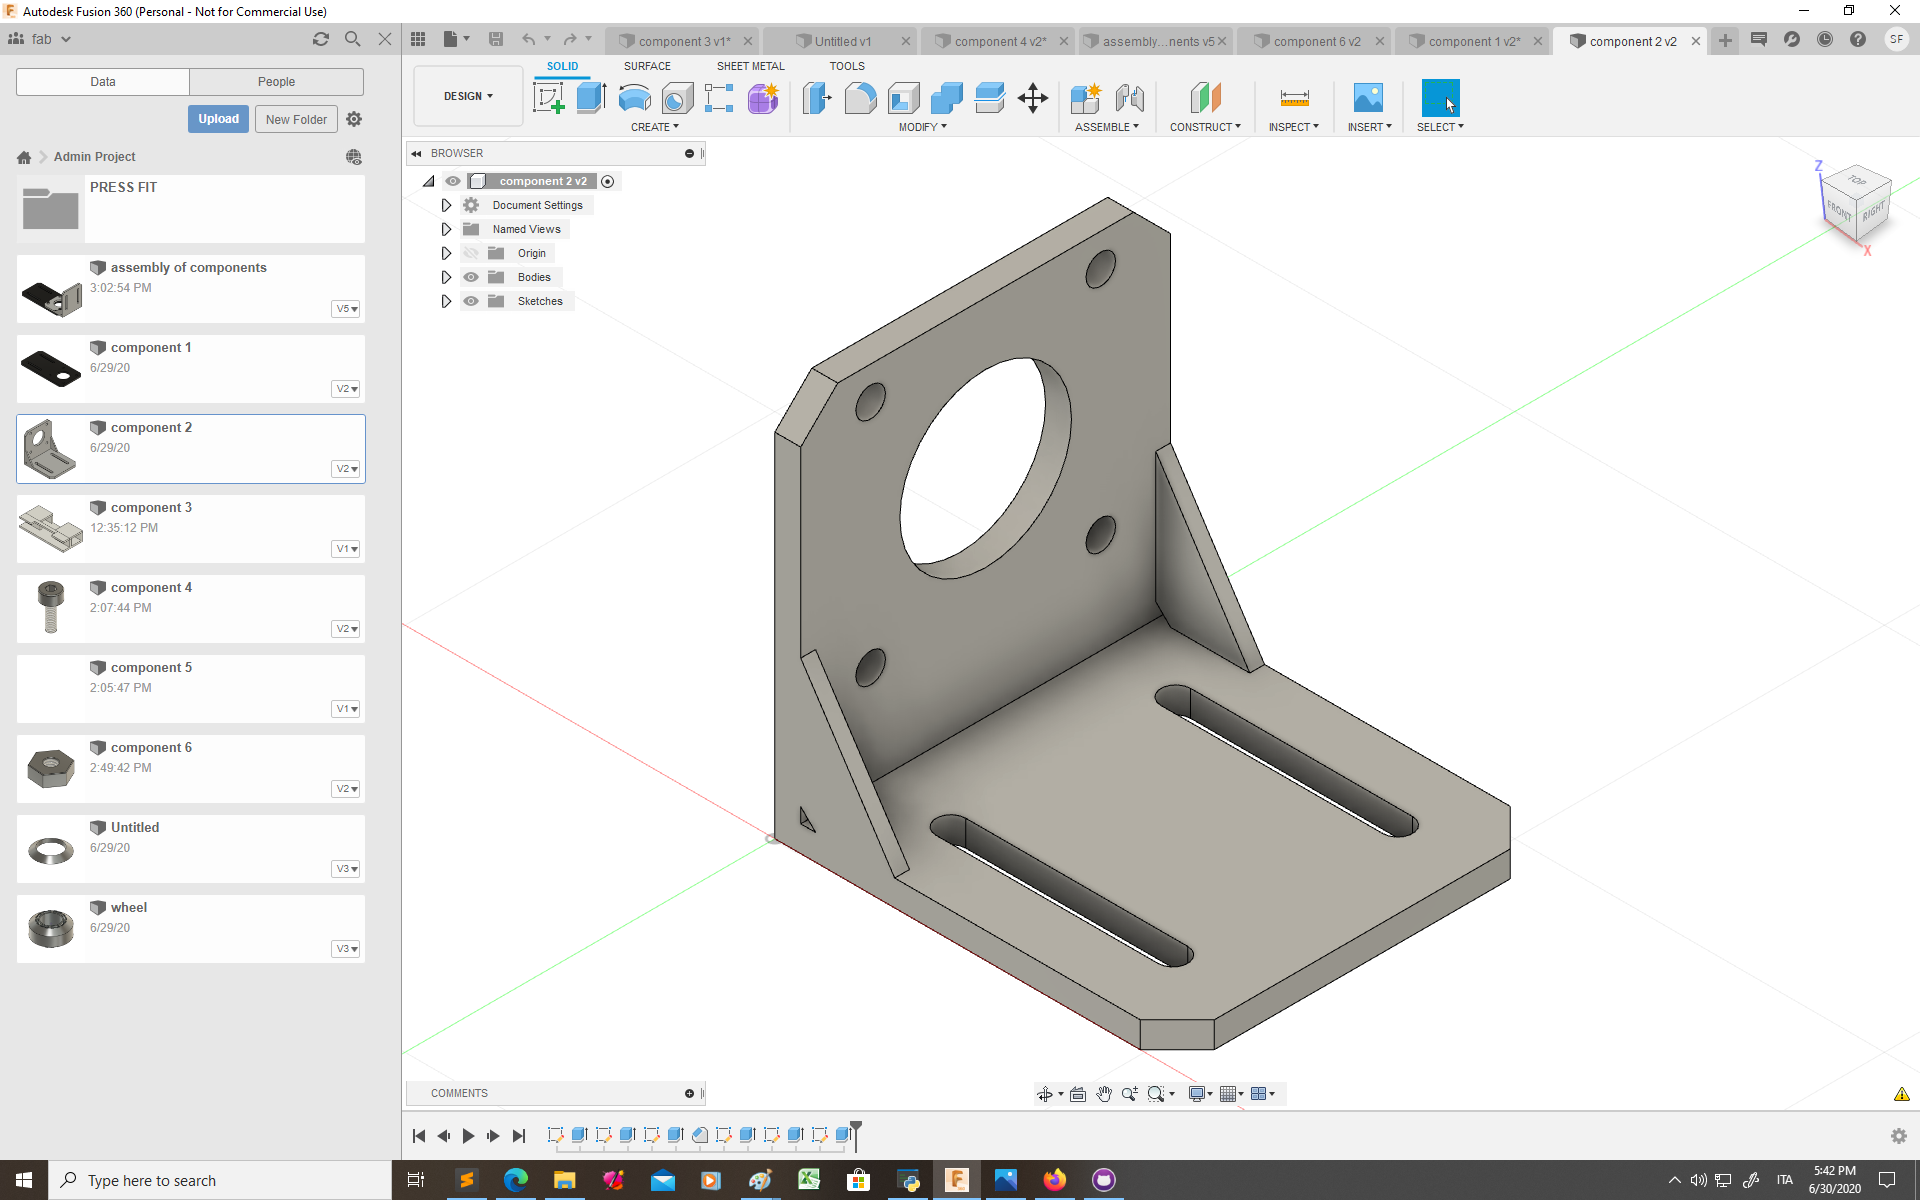 Autodesk Fusion 360 (Personal - Not for Commercial Use)
fab
component 3 v1*
Untitled v1
component 4 v2*
assembly...nents v5
component 6 v2
component 1 v2*
component 2 v2
SF
Data
People
Upload
New Folder
Admin Project
PRESS FIT
assembly of components
3:02:54 PM
V5
component 1
6/29/20
V2
component 2
6/29/20
V2
component 3
12:35:12 PM
V1
component 4
2:07:44 PM
V2
component 5
2:05:47 PM
V1
component 6
2:49:42 PM
V2
Untitled
6/29/20
V3
wheel
6/29/20
V3
SOLID
SURFACE
SHEET METAL
TOOLS
DESIGN
CREATE
MODIFY
ASSEMBLE
CONSTRUCT
INSPECT
INSERT
SELECT
BROWSER
component 2 v2
Document Settings
Named Views
Origin
Bodies
Sketches
Z
TOP
FRONT
RIGHT
X
COMMENTS
Type here to search
ITA
5:42 PM
6/30/2020